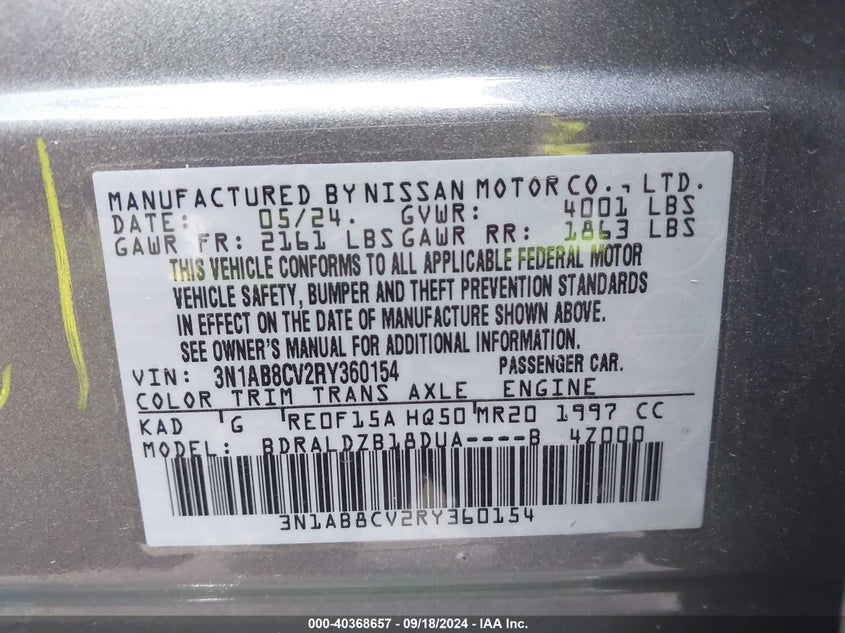 MANUFACTURED BY NISSAN MOTOR CO., LTD.
DATE: 05/24. GVWR: 4001 LBS
GAWR FR: 2161 LBS GAWR RR: 1863 LBS
THIS VEHICLE CONFORMS TO ALL APPLICABLE FEDERAL MOTOR
VEHICLE SAFETY, BUMPER AND THEFT PREVENTION STANDARDS
IN EFFECT ON THE DATE OF MANUFACTURE SHOWN ABOVE.
SEE OWNER'S MANUAL FOR ADDITIONAL INFORMATION.
VIN: 3N1AB8CV2RY360154 PASSENGER CAR.
COLOR TRIM TRANS AXLE ENGINE
KAD G RE0F15A HQ50 MR20 1997 CC
MODEL: BDRALDZB18DUA----B 4Z000
3N1AB8CV2RY360154
000-40368657 / 09/18/2024 - IAA Inc.